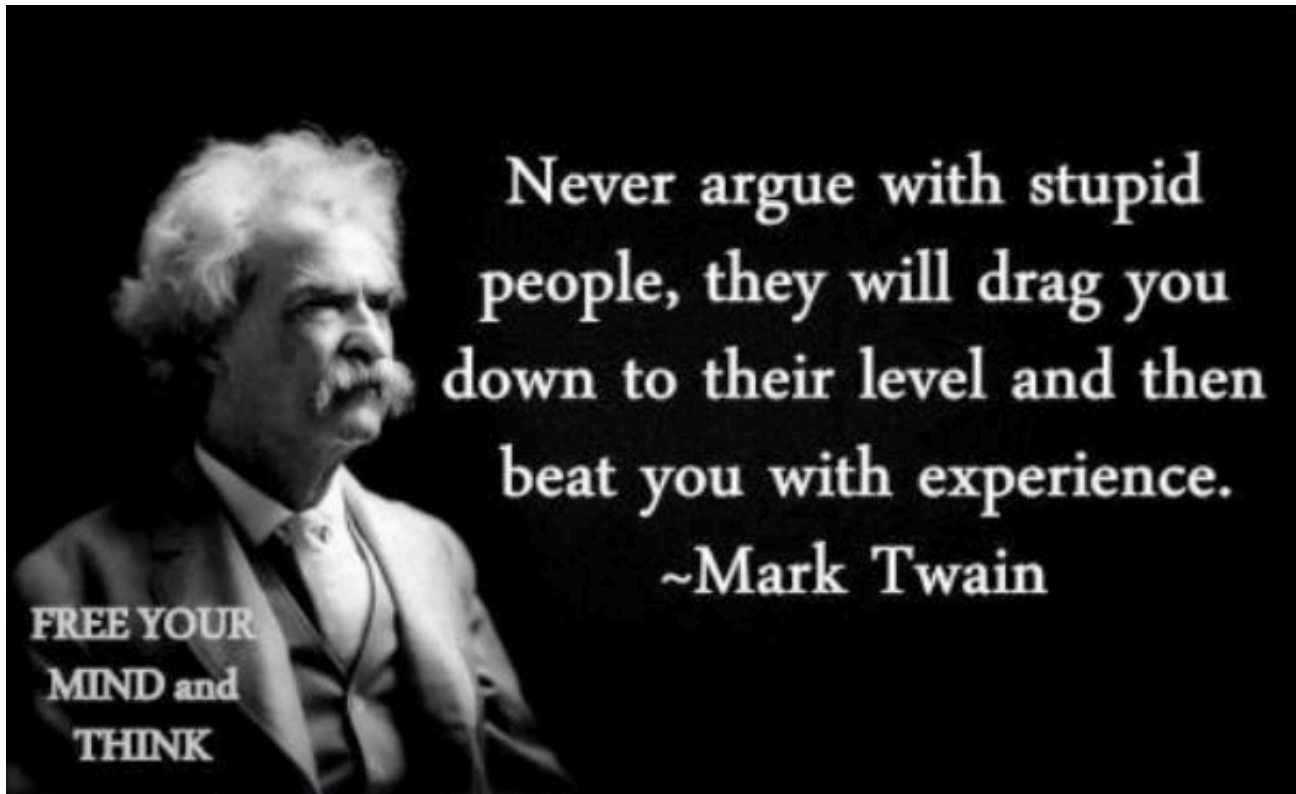 Never argue with stupid
people, they will drag you
down to their level and then
beat you with experience.
~Mark Twain
FREE YOUR
MIND and
THINK